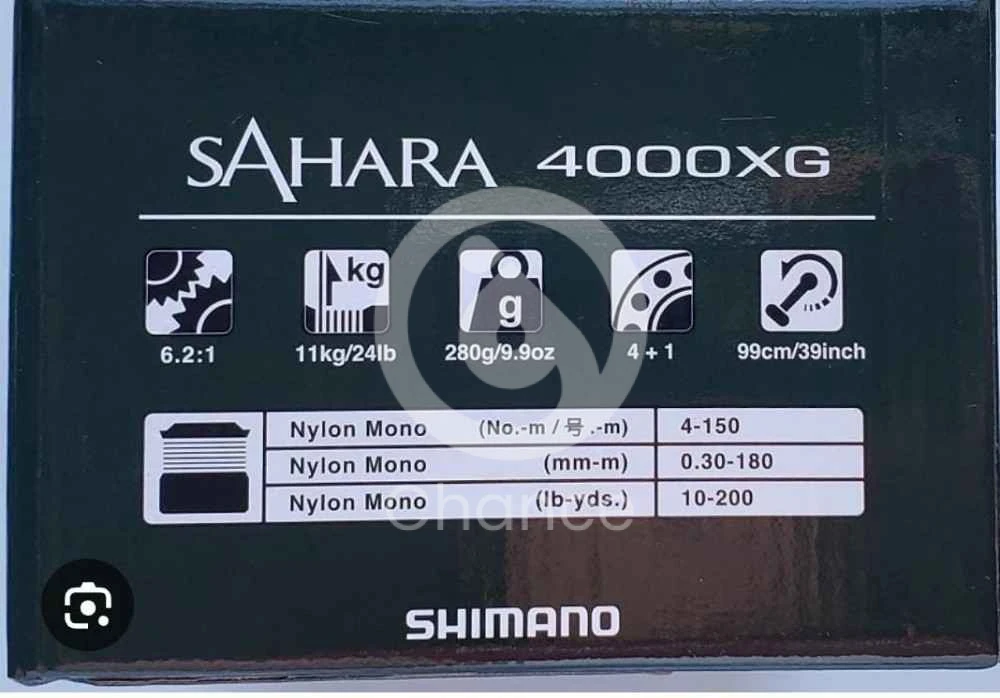 SAHARA 4000XG
kg
g
6.2:1 11kg/24lb 280g/9.9oz 4 + 1 99cm/39inch
Nylon Mono (No.-m / 号 .-m) 4-150
Nylon Mono (mm-m) 0.30-180
Nylon Mono (lb-yds.) 10-200
SHIMANO